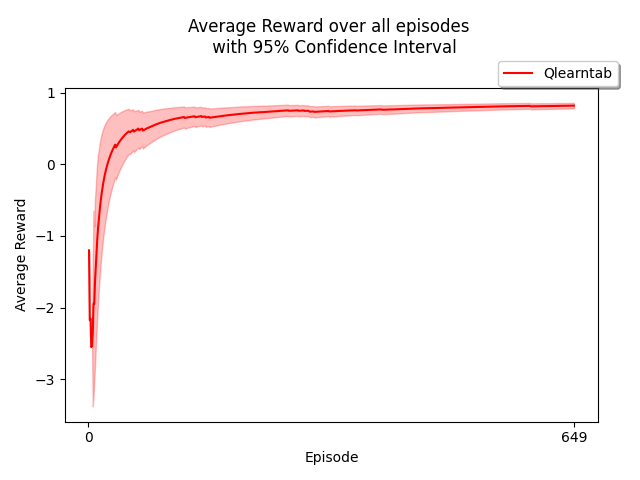 Average Reward over all episodes
with 95% Confidence Interval
Qlearntab
1
0
−1
−2
−3
Average Reward
0
649
Episode